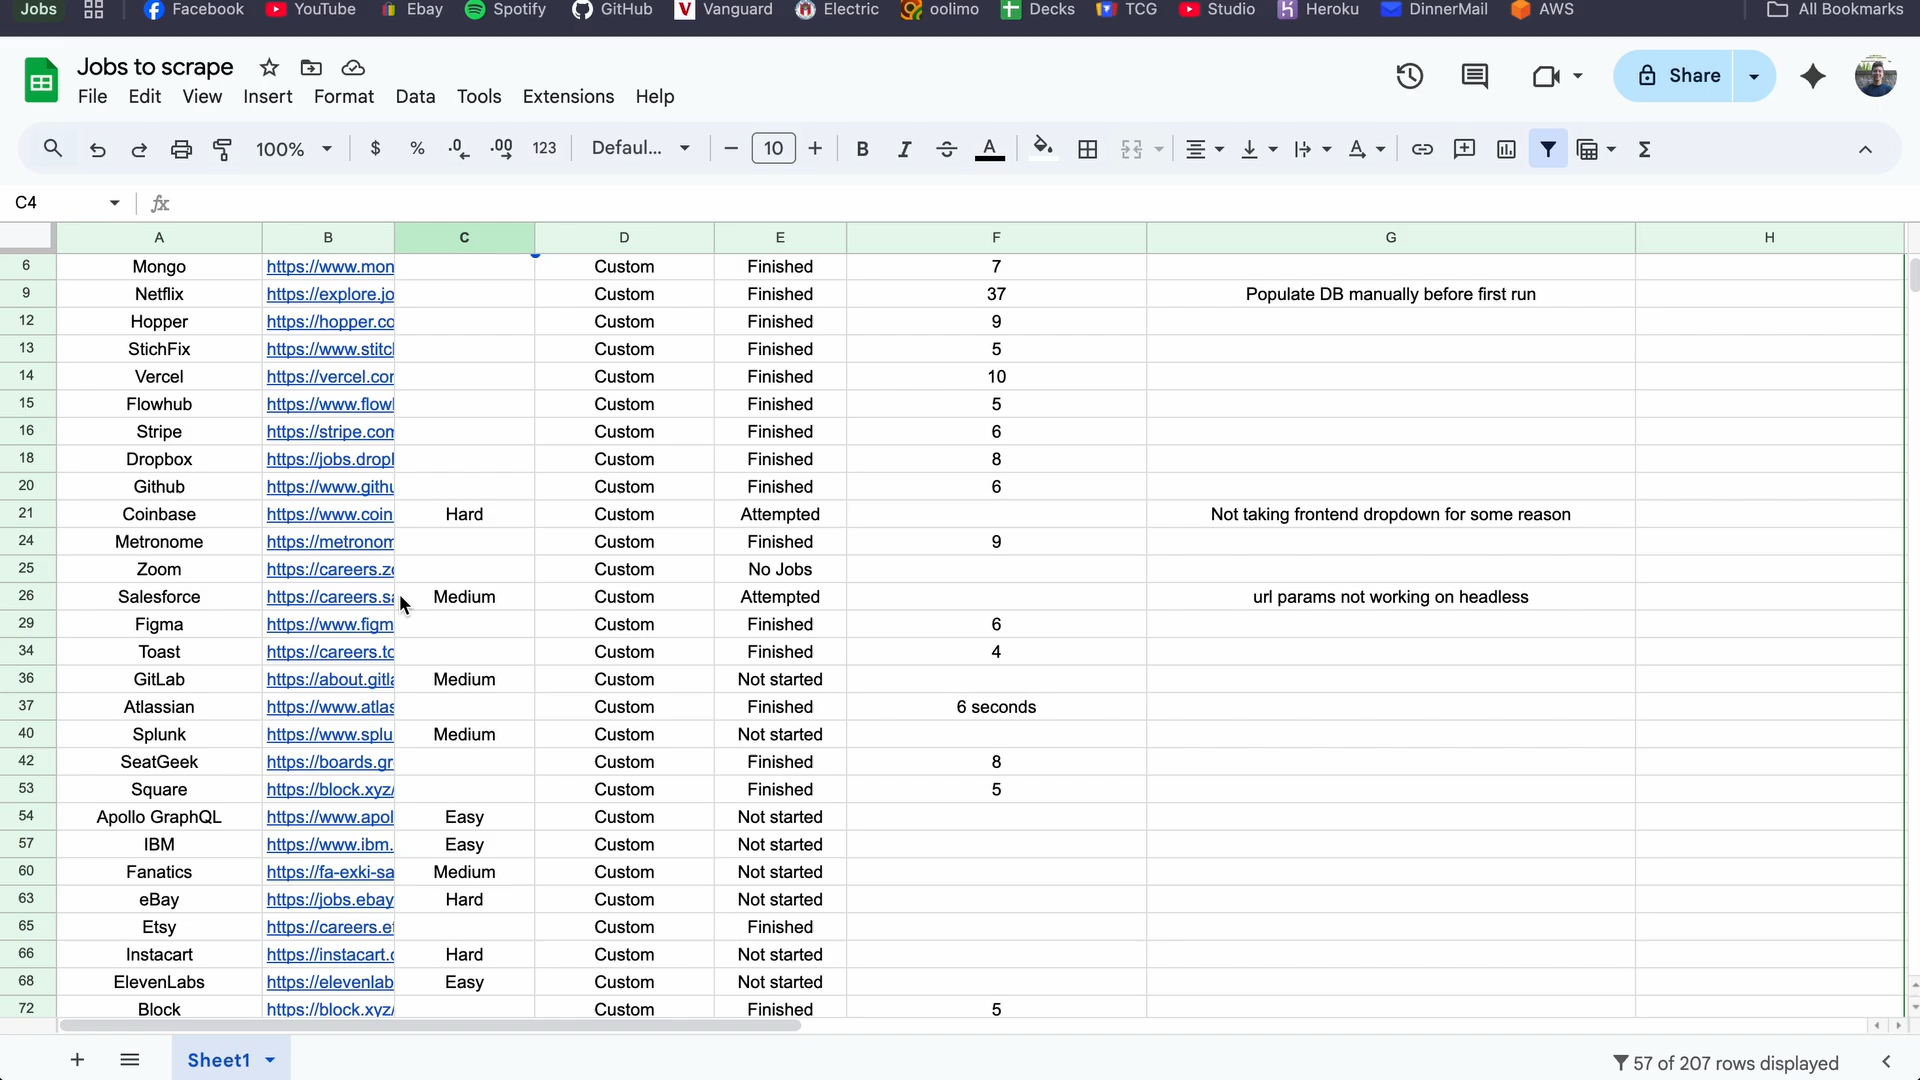 Jobs Facebook YouTube Ebay Spotify GitHub Vanguard Electric oolimo Decks TCG Studio Heroku DinnerMail AWS All Bookmarks
Jobs to scrape
File Edit View Insert Format Data Tools Extensions Help
Share
100% $ % .0 .00 123 Defaul... 10 B I A
C4 fx
A B C D E F G H
6 Mongo https://www.mon Custom Finished 7
9 Netflix https://explore.jo Custom Finished 37 Populate DB manually before first run
12 Hopper https://hopper.co Custom Finished 9
13 StichFix https://www.stitc Custom Finished 5
14 Vercel https://vercel.cor Custom Finished 10
15 Flowhub https://www.flow Custom Finished 5
16 Stripe https://stripe.com Custom Finished 6
18 Dropbox https://jobs.dropl Custom Finished 8
20 Github https://www.githu Custom Finished 6
21 Coinbase https://www.coin Hard Custom Attempted Not taking frontend dropdown for some reason
24 Metronome https://metronom Custom Finished 9
25 Zoom https://careers.zo Custom No Jobs
26 Salesforce https://careers.sa Medium Custom Attempted url params not working on headless
29 Figma https://www.figm Custom Finished 6
34 Toast https://careers.to Custom Finished 4
36 GitLab https://about.gitla Medium Custom Not started
37 Atlassian https://www.atlas Custom Finished 6 seconds
40 Splunk https://www.splu Medium Custom Not started
42 SeatGeek https://boards.gr Custom Finished 8
53 Square https://block.xyz/ Custom Finished 5
54 Apollo GraphQL https://www.apol Easy Custom Not started
57 IBM https://www.ibm. Easy Custom Not started
60 Fanatics https://fa-exki-sa Medium Custom Not started
63 eBay https://jobs.ebay Hard Custom Not started
65 Etsy https://careers.et Custom Finished
66 Instacart https://instacart.c Hard Custom Not started
68 ElevenLabs https://elevenlab Easy Custom Not started
72 Block https://block.xyz/ Custom Finished 5
Sheet1
57 of 207 rows displayed